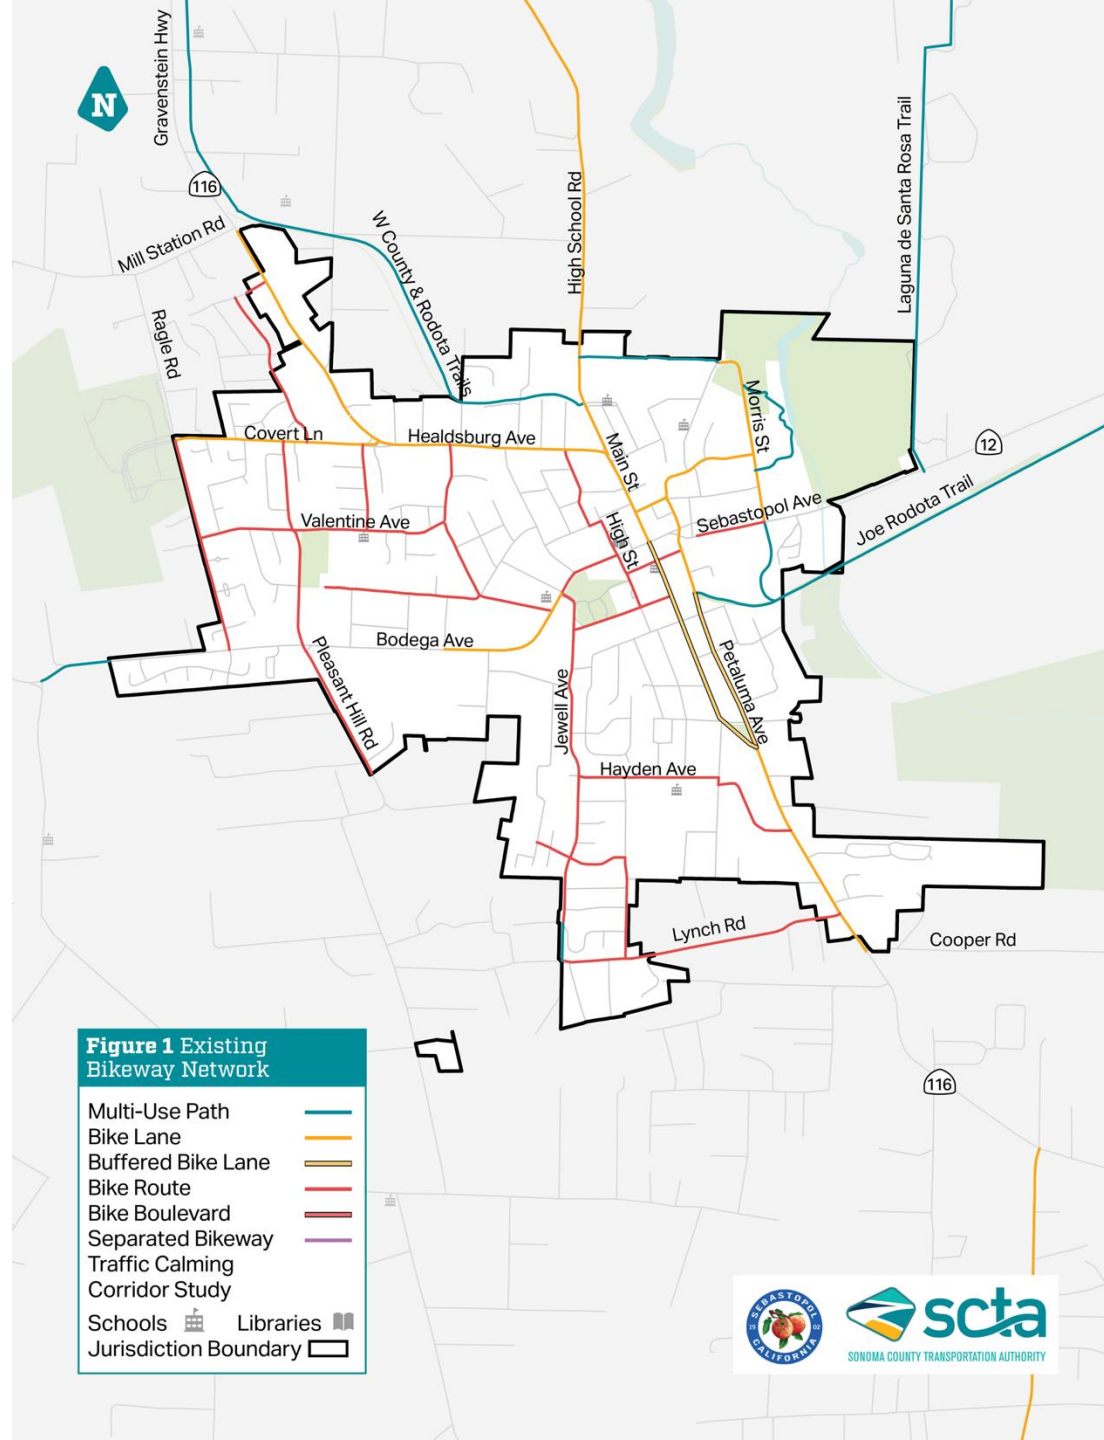 Gravenstein Hwy
N
116
Mill Station Rd
W County & Rodota Trails
High School Rd
Laguna de Santa Rosa Trail
Ragle Rd
Covert Ln
Healdsburg Ave
Main St
Morris St
12
Valentine Ave
High St
Sebastopol Ave
Joe Rodota Trail
Bodega Ave
Pleasant Hill Rd
Jewell Ave
Petaluma Ave
Hayden Ave
Lynch Rd
Cooper Rd
116
Figure 1 Existing
Bikeway Network
Multi-Use Path
Bike Lane
Buffered Bike Lane
Bike Route
Bike Boulevard
Separated Bikeway
Traffic Calming
Corridor Study
Schools Libraries
Jurisdiction Boundary
SEBASTOPOL
19 02
CALIFORNIA
scta
SONOMA COUNTY TRANSPORTATION AUTHORITY